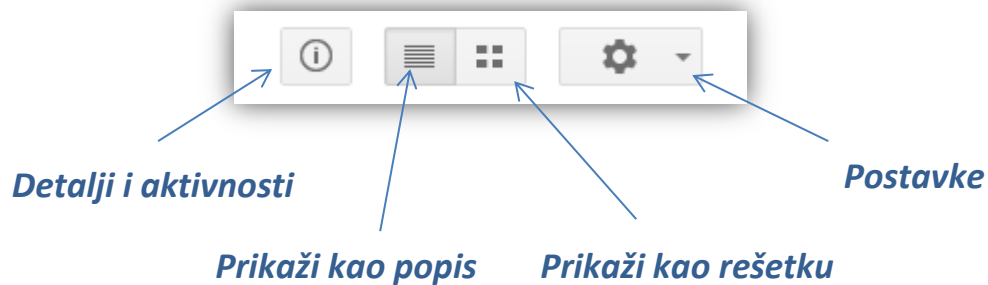 Detalji i aktivnosti
Postavke
Prikaži kao popis
Prikaži kao rešetku